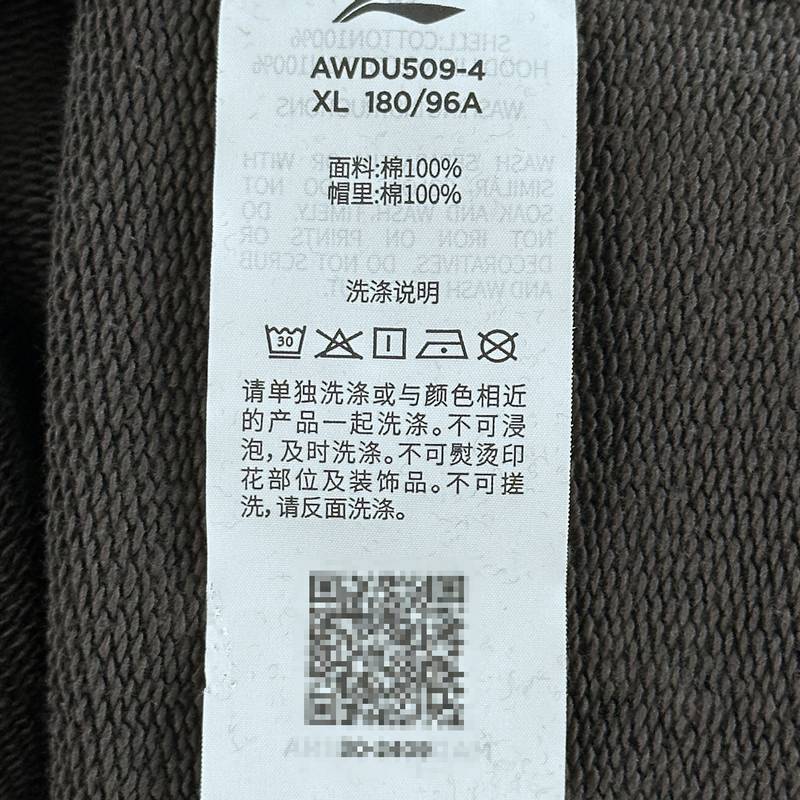 AWDU509-4
XL 180/96A
面料:棉100%
帽里:棉100%
洗涤说明
30
请单独洗涤或与颜色相近
的产品一起洗涤。不可浸
泡,及时洗涤。不可熨烫印
花部位及装饰品。不可搓
洗,请反面洗涤。